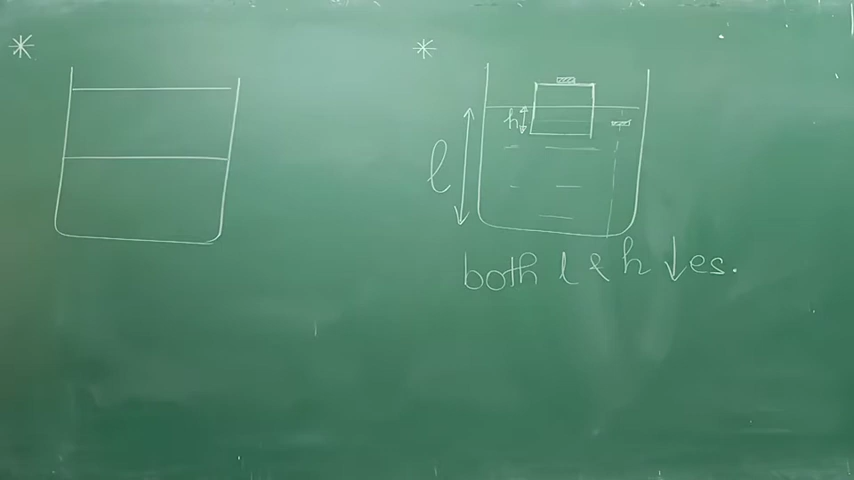 * *
h
l
both l & h ↓es.